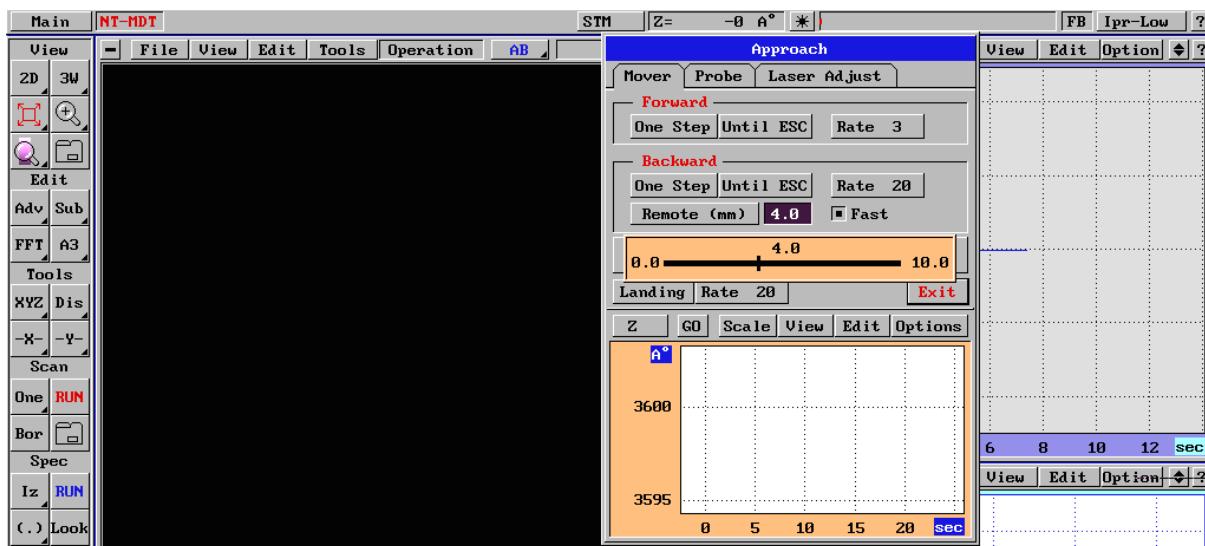 Main NT-MDT STM Z= -0 A° FB Ipr-Low ?
View File View Edit Tools Operation AB Approach View Edit Option ?
2D 3W Mover Probe Laser Adjust
Forward
One Step Until ESC Rate 3
Backward
Edit One Step Until ESC Rate 20
Adv Sub Remote (mm) 4.0 Fast
FFT A3 4.0
0.0 10.0
Tools
XYZ Dis Landing Rate 20 Exit
-X- -Y- Z GO Scale View Edit Options
Scan A°
One RUN 3600
Bor 6 8 10 12 sec
Spec View Edit Option ?
Iz RUN 3595
(.) Look 0 5 10 15 20 sec